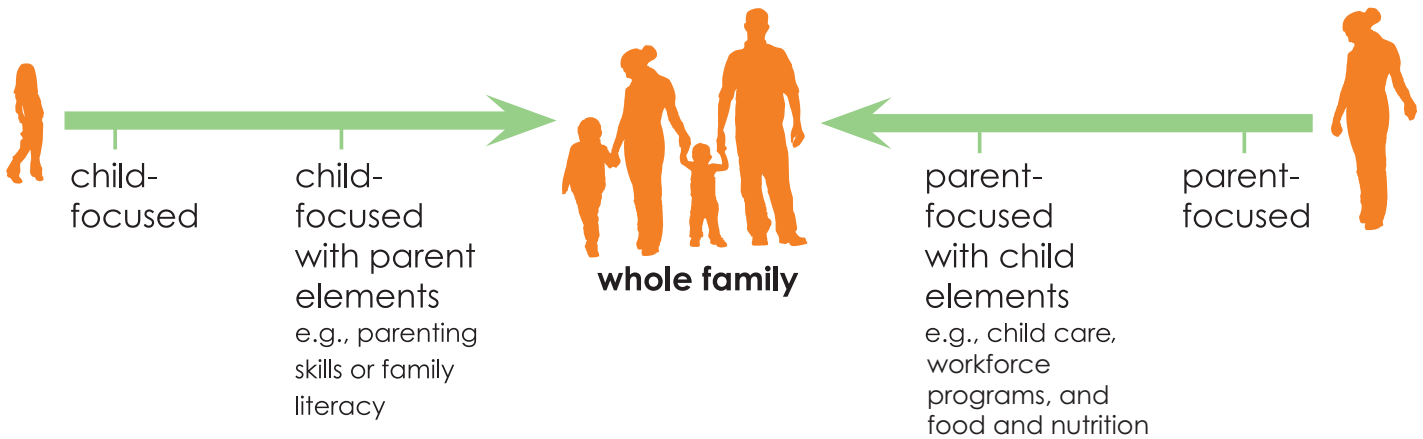 child-
focused
child-
focused
with parent
elements
e.g., parenting
skills or family
literacy
whole family
parent-
focused
with child
elements
e.g., child care,
workforce
programs, and
food and nutrition
parent-
focused